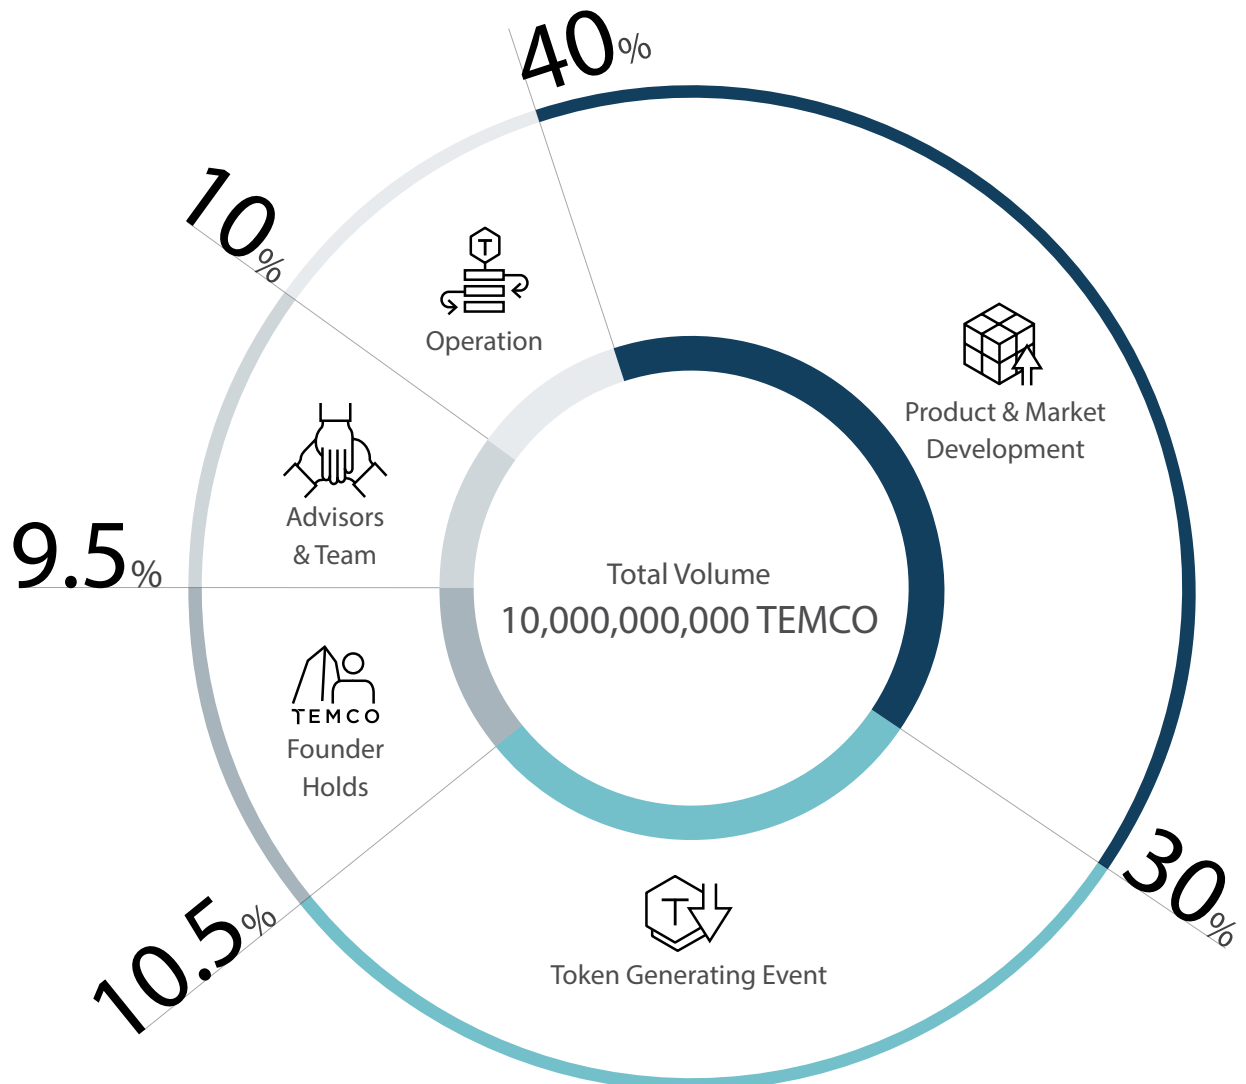 40%
10%
T
Operation
Product & Market
Development
Advisors
& Team
9.5%
Total Volume
10,000,000,000 TEMCO
TEMCO
Founder
Holds
30%
10.5%
T
Token Generating Event